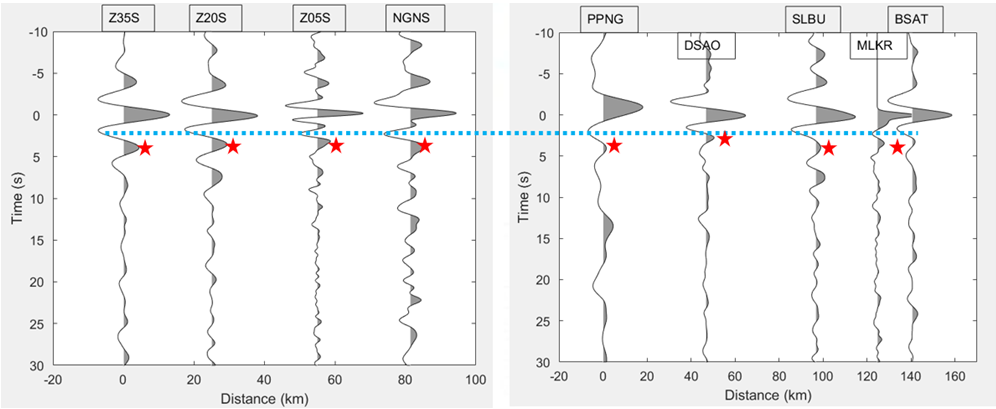 Z35S Z20S Z05S NGNS
-10
-5
0
5
10
15
20
25
30
Time (s)
-20 0 20 40 60 80 100
Distance (km)
PPNG SLBU BSAT
DSAO MLKR
-10
-5
0
5
10
15
20
25
30
Time (s)
-20 0 20 40 60 80 100 120 140 160
Distance (km)